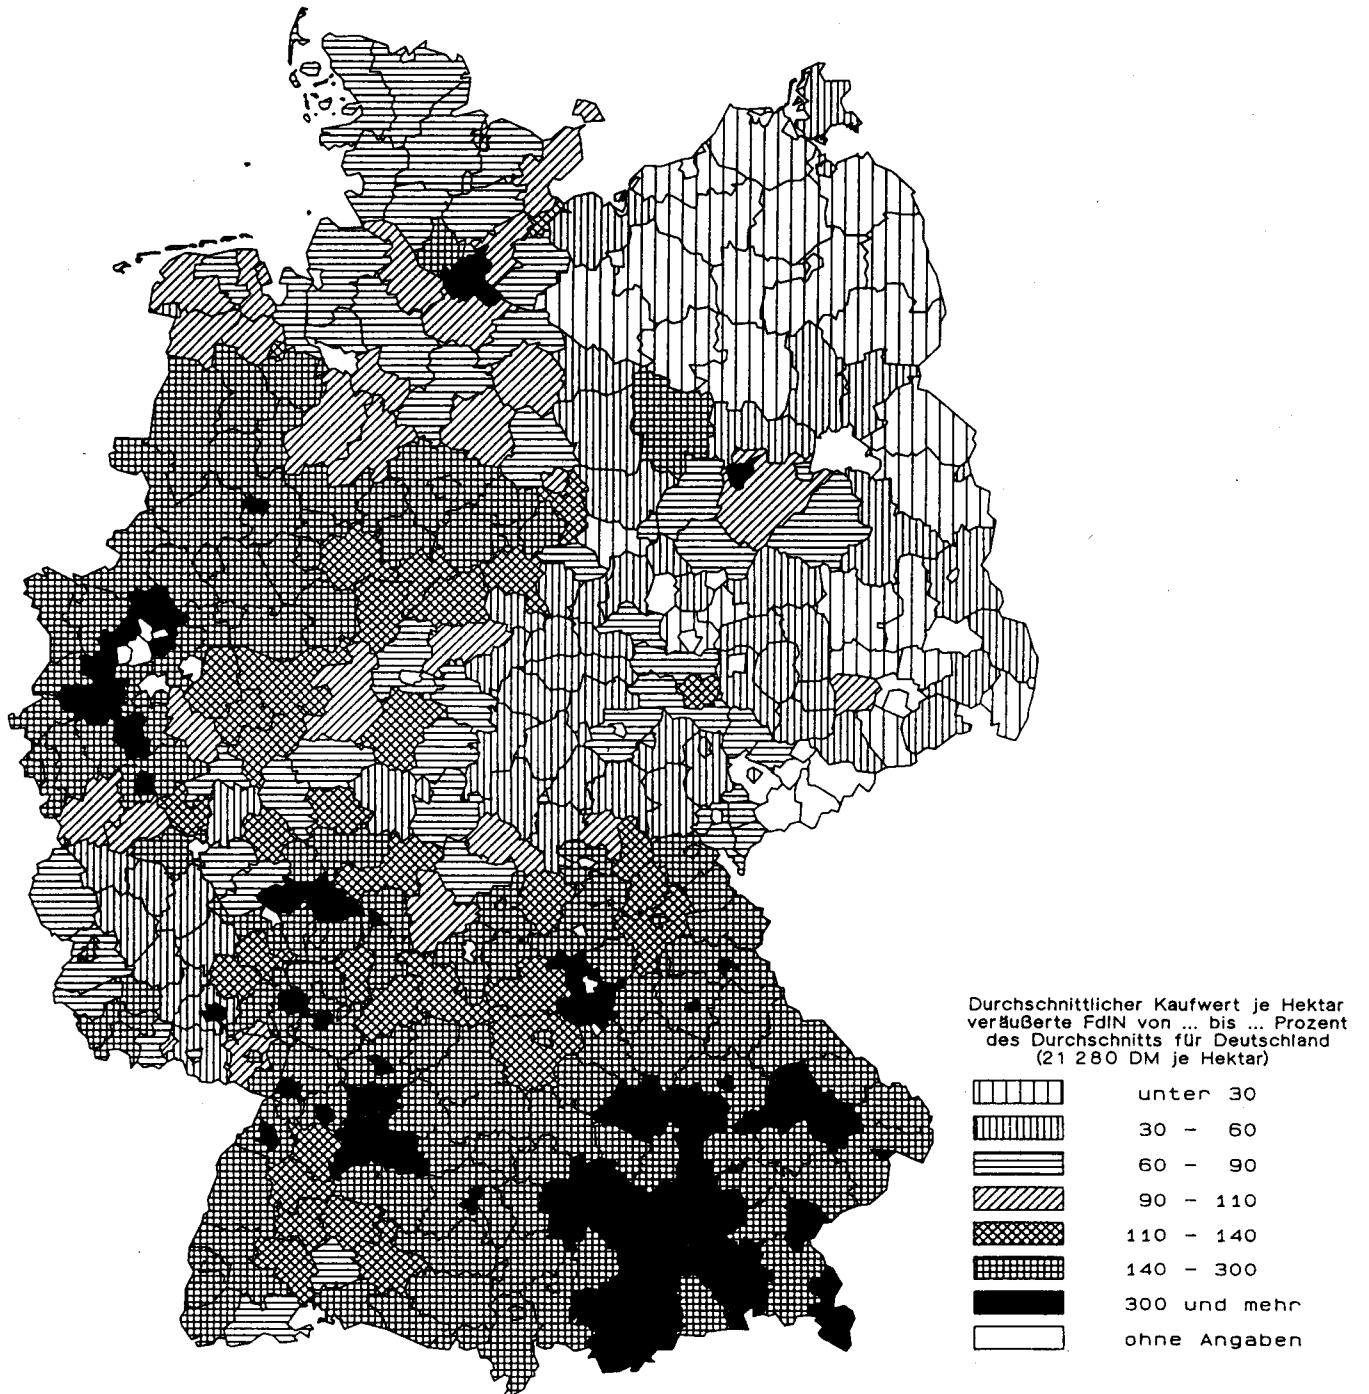 Durchschnittlicher Kaufwert je Hektar
veräußerte FdlN von ... bis ... Prozent
des Durchschnitts für Deutschland
(21 280 DM je Hektar)
unter 30
30 - 60
60 - 90
90 - 110
110 - 140
140 - 300
300 und mehr
ohne Angaben